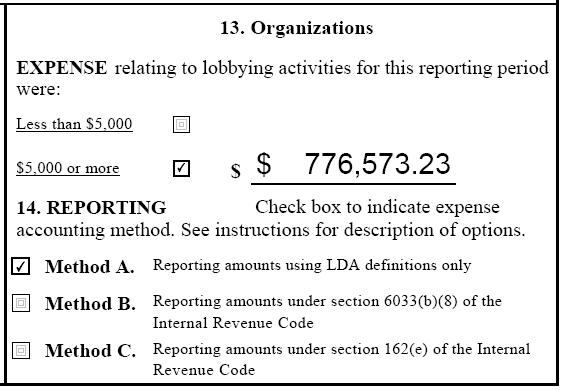 13. Organizations
EXPENSE relating to lobbying activities for this reporting period
were:
Less than $5,000
$5,000 or more ✓ $ $ 776,573.23
14. REPORTING Check box to indicate expense
accounting method. See instructions for description of options.
✓ Method A. Reporting amounts using LDA definitions only
Method B. Reporting amounts under section 6033(b)(8) of the
Internal Revenue Code
Method C. Reporting amounts under section 162(e) of the Internal
Revenue Code